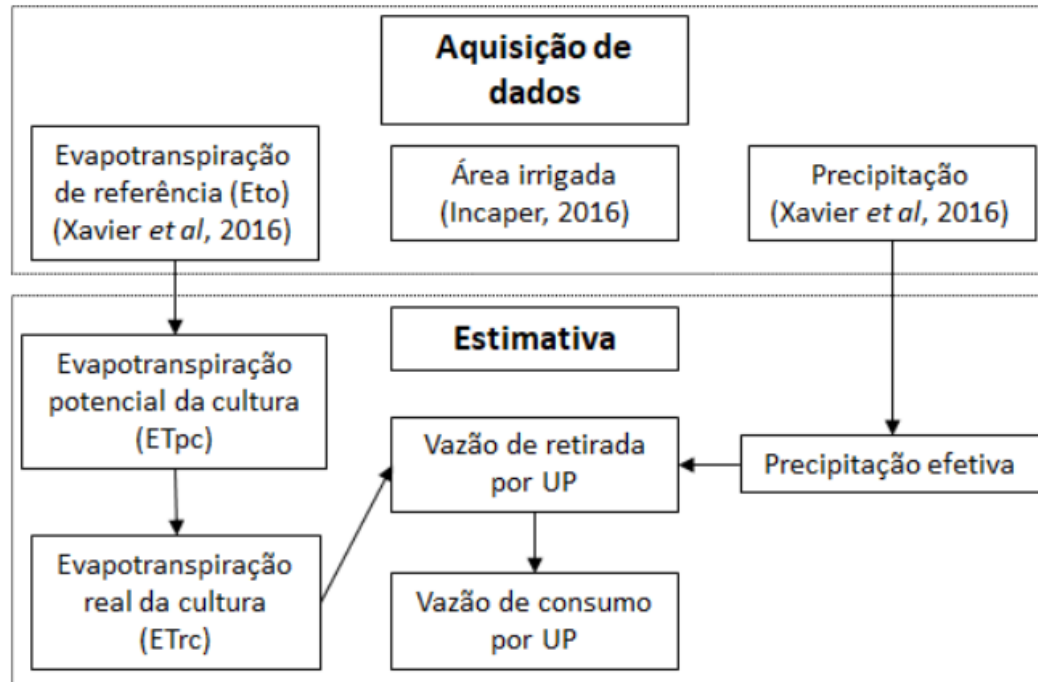 Aquisição de
dados
Evapotranspiração
de referência (Eto)
(Xavier et al, 2016)
Área irrigada
(Incaper, 2016)
Precipitação
(Xavier et al, 2016)
Estimativa
Evapotranspiração
potencial da cultura
(ETpc)
Vazão de retirada
por UP
Precipitação efetiva
Evapotranspiração
real da cultura
(ETrc)
Vazão de consumo
por UP